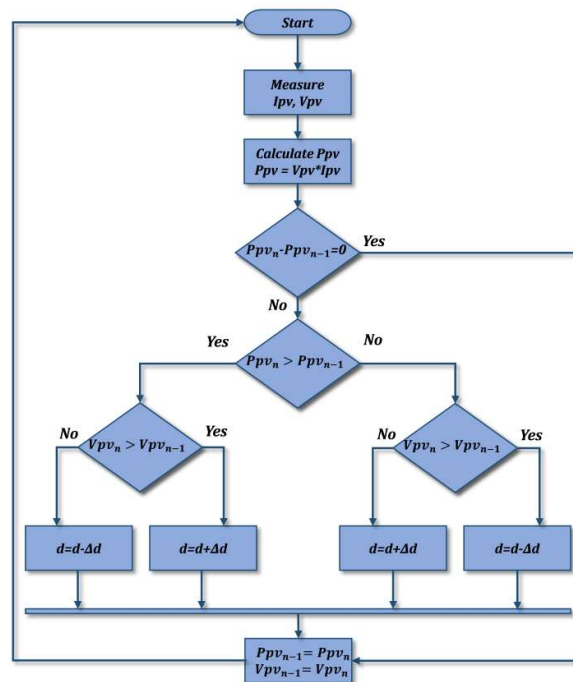 Start
Measure
Ipv, Vpv
Calculate Ppv
Ppv = Vpv*Ipv
Ppvₙ-Ppvₙ₋₁=0
Yes
No
Yes
Ppvₙ > Ppvₙ₋₁
No
No
Vpvₙ > Vpvₙ₋₁
Yes
No
Vpvₙ > Vpvₙ₋₁
Yes
d=d-Δd
d=d+Δd
d=d+Δd
d=d-Δd
Ppvₙ₋₁ = Ppvₙ
Vpvₙ₋₁ = Vpvₙ